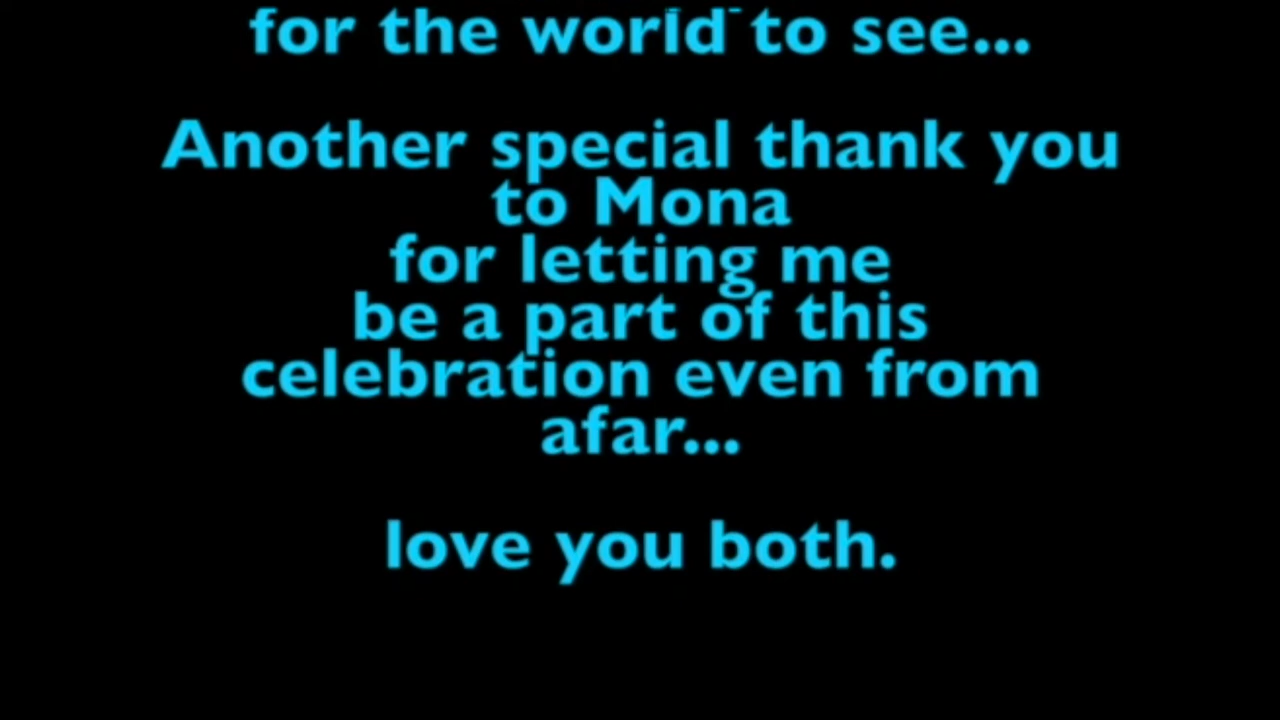 for the world to see...
Another special thank you
to Mona
for letting me
be a part of this
celebration even from
afar...
love you both.